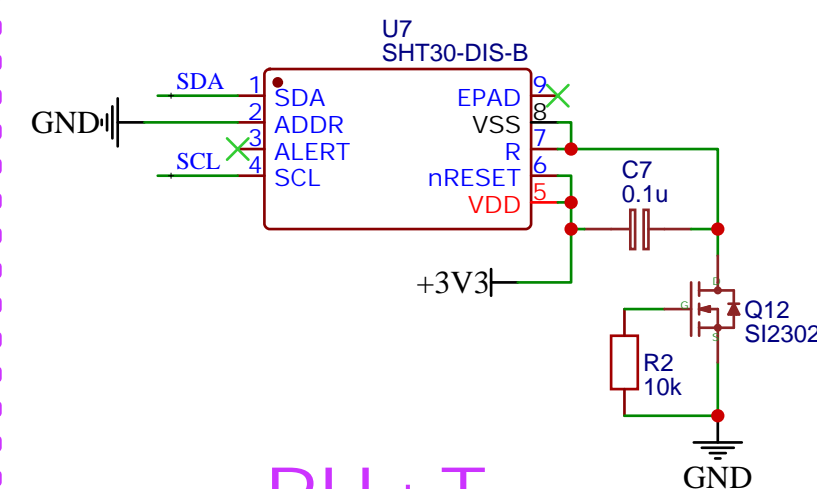 U7
SHT30-DIS-B
SDA 1 SDA
GND 2 ADDR
3 ALERT
SCL 4 SCL
EPAD 9
VSS 8
R 7
nRESET 6
VDD 5
C7
0.1u
+3V3
D
G
S
Q12
SI2302
R2
10k
GND